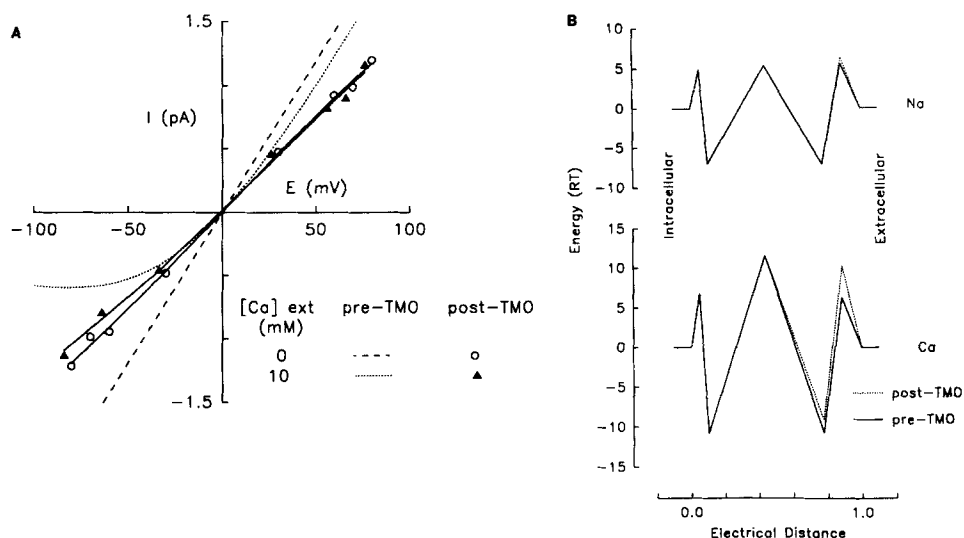 A
1.5
I (pA)
E (mV)
−100
−50
50
100
[Ca] ext
(mM)
pre−TMO
post−TMO
0
10
−1.5
B
10
5
0
−5
−10
Na
Energy (RT)
Intracellular
Extracellular
15
10
5
0
−5
−10
−15
Ca
post−TMO
pre−TMO
0.0
1.0
Electrical Distance